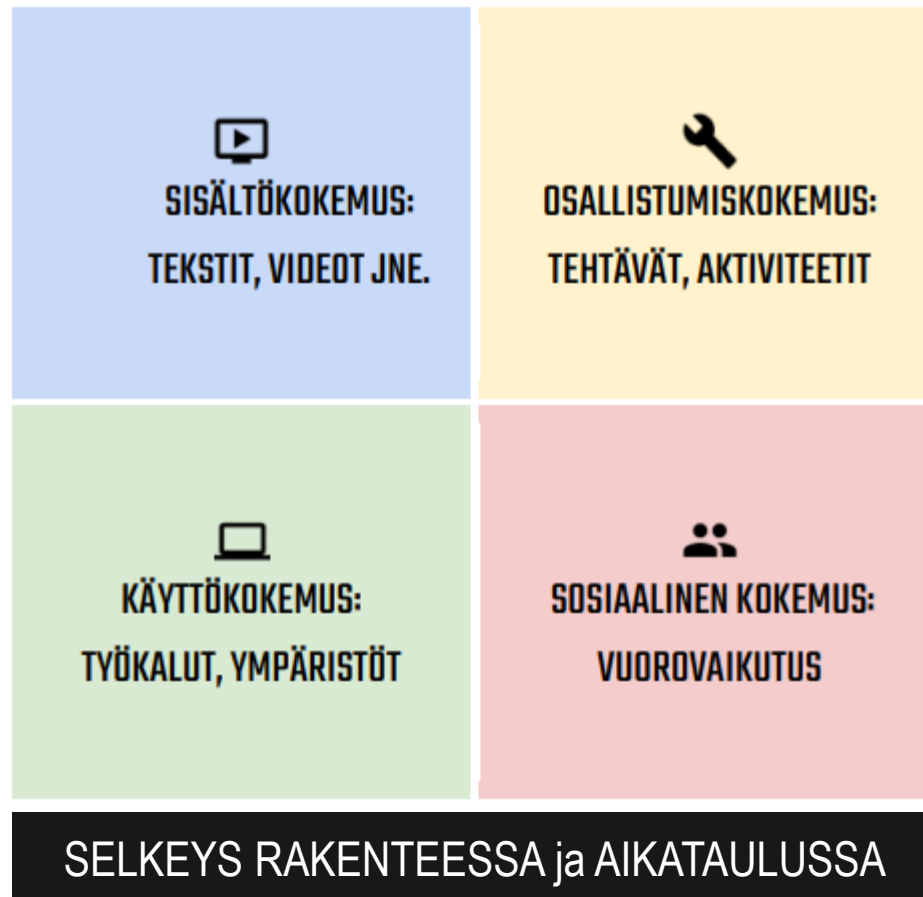 SISÄLTÖKOKEMUS:
TEKSTIT, VIDEOT JNE.
OSALLISTUMISKOKEMUS:
TEHTÄVÄT, AKTIVITEETIT
KÄYTTÖKOKEMUS:
TYÖKALUT, YMPÄRISTÖT
SOSIAALINEN KOKEMUS:
VUOROVAIKUTUS
SELKEYS RAKENTEESSA ja AIKATAULUSSA